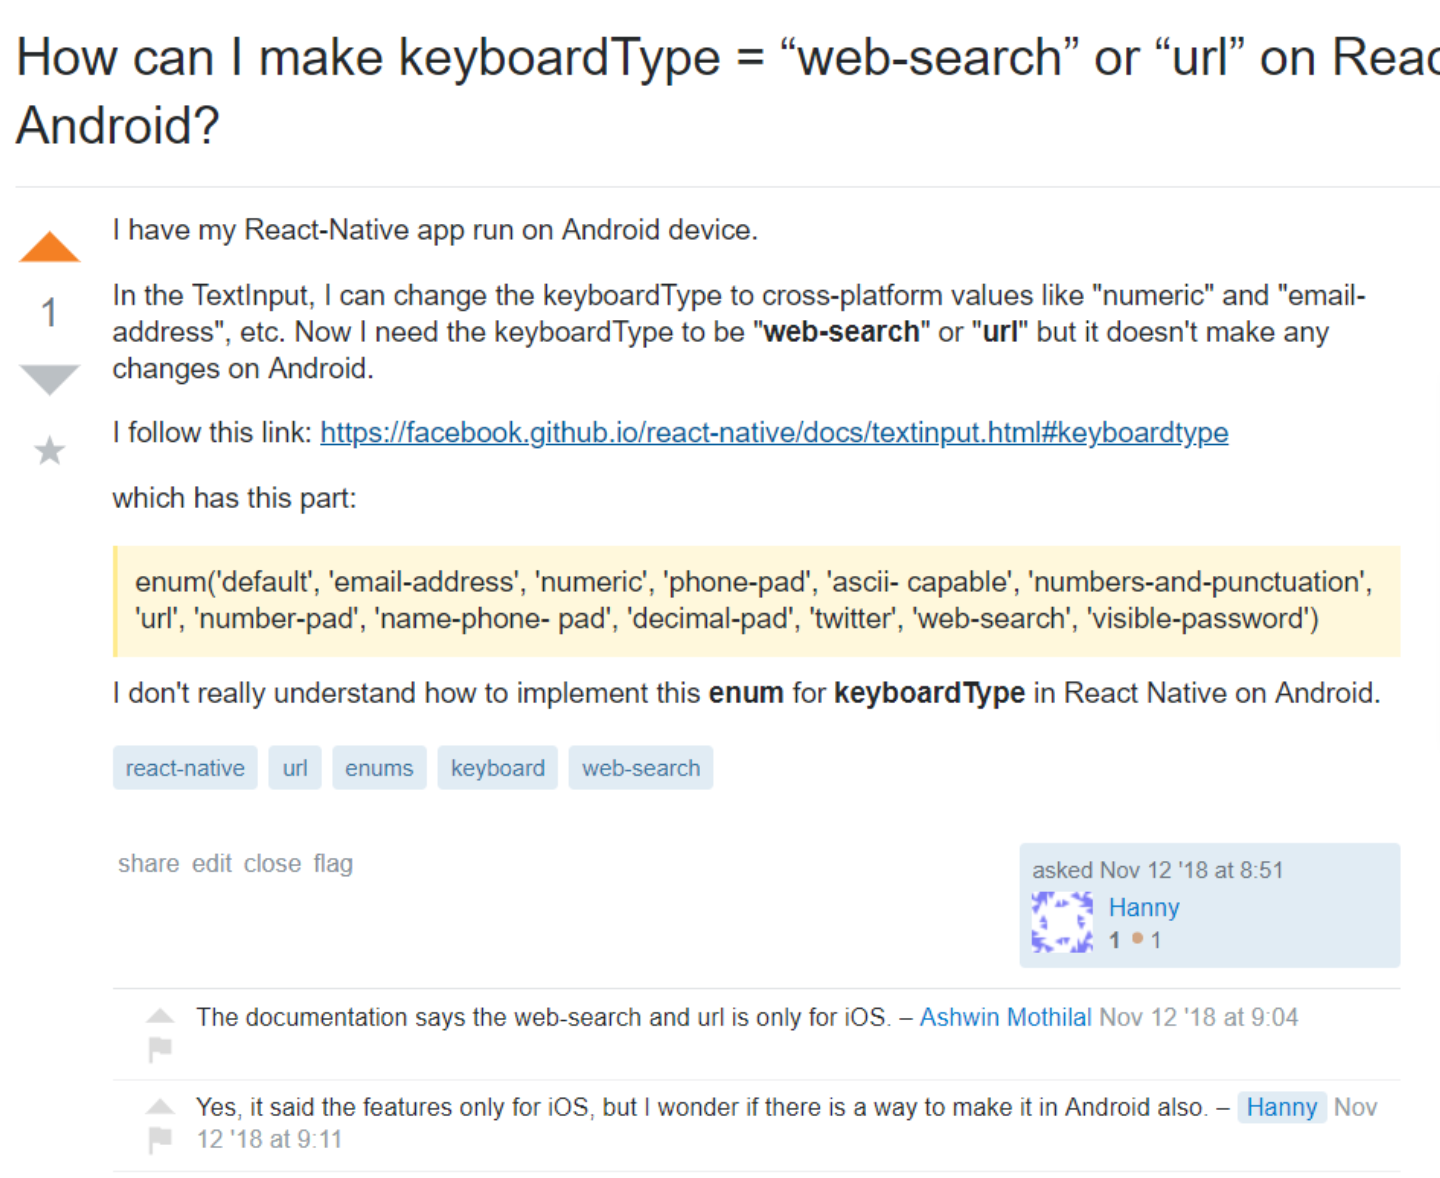 How can I make keyboardType = “web-search” or “url” on Reac
Android?
I have my React-Native app run on Android device.
1
In the TextInput, I can change the keyboardType to cross-platform values like "numeric" and "email-
address", etc. Now I need the keyboardType to be "web-search" or "url" but it doesn't make any
changes on Android.
I follow this link: https://facebook.github.io/react-native/docs/textinput.html#keyboardtype
which has this part:
enum('default', 'email-address', 'numeric', 'phone-pad', 'ascii- capable', 'numbers-and-punctuation',
'url', 'number-pad', 'name-phone- pad', 'decimal-pad', 'twitter', 'web-search', 'visible-password')
I don't really understand how to implement this enum for keyboardType in React Native on Android.
react-native url enums keyboard web-search
share edit close flag
asked Nov 12 '18 at 8:51
Hanny
1 1
The documentation says the web-search and url is only for iOS. – Ashwin Mothilal Nov 12 '18 at 9:04
Yes, it said the features only for iOS, but I wonder if there is a way to make it in Android also. – Hanny Nov
12 '18 at 9:11